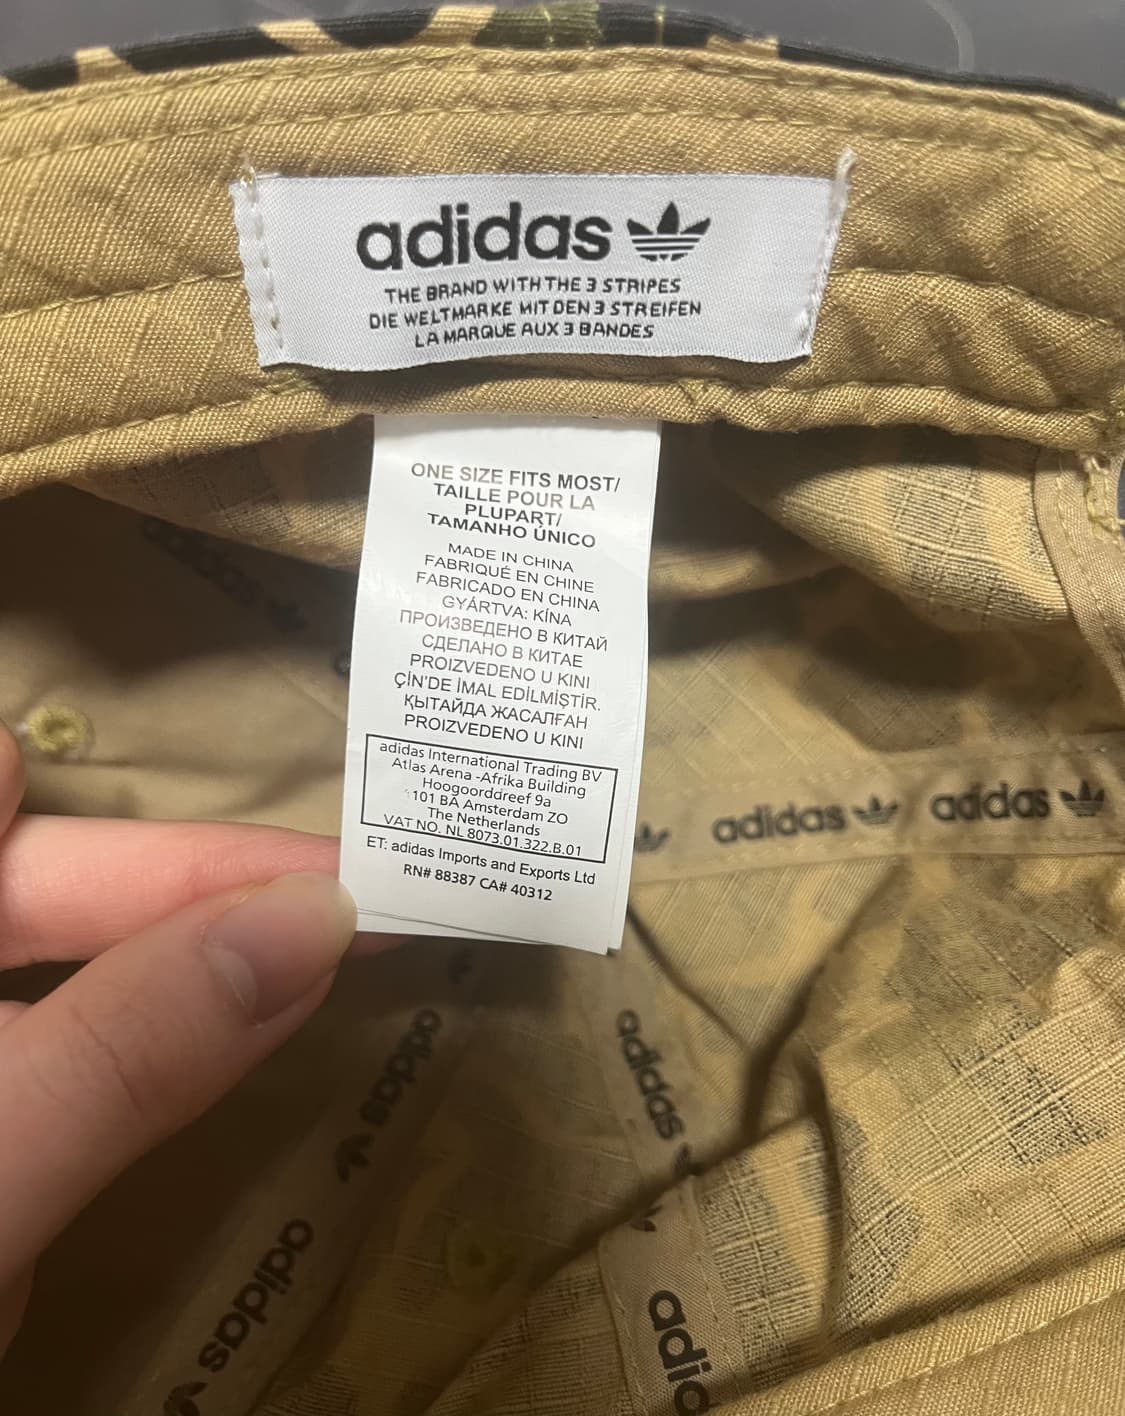 adidas
THE BRAND WITH THE 3 STRIPES
DIE WELTMARKE MIT DEN 3 STREIFEN
LA MARQUE AUX 3 BANDES
ONE SIZE FITS MOST/
TAILLE POUR LA
PLUPART/
TAMANHO ÚNICO
MADE IN CHINA
FABRIQUÉ EN CHINE
FABRICADO EN CHINA
GYÁRTVA: KÍNA
ПРОИЗВЕДЕНО В КИТАЙ
СДЕЛАНО В КИТАЕ
PROIZVEDENO U KINI
ÇİN'DE İMAL EDİLMİŞTİR.
ҚЫТАЙДА ЖАСАЛҒАН
PROIZVEDENO U KINI
adidas International Trading BV
Atlas Arena -Afrika Building
Hoogoorddreef 9a
1101 BA Amsterdam ZO
The Netherlands
VAT NO. NL 8073.01.322.B.01
ET: adidas Imports and Exports Ltd
RN# 88387 CA# 40312
adidas
adidas adidas
adidas
adidas
adidas
adid